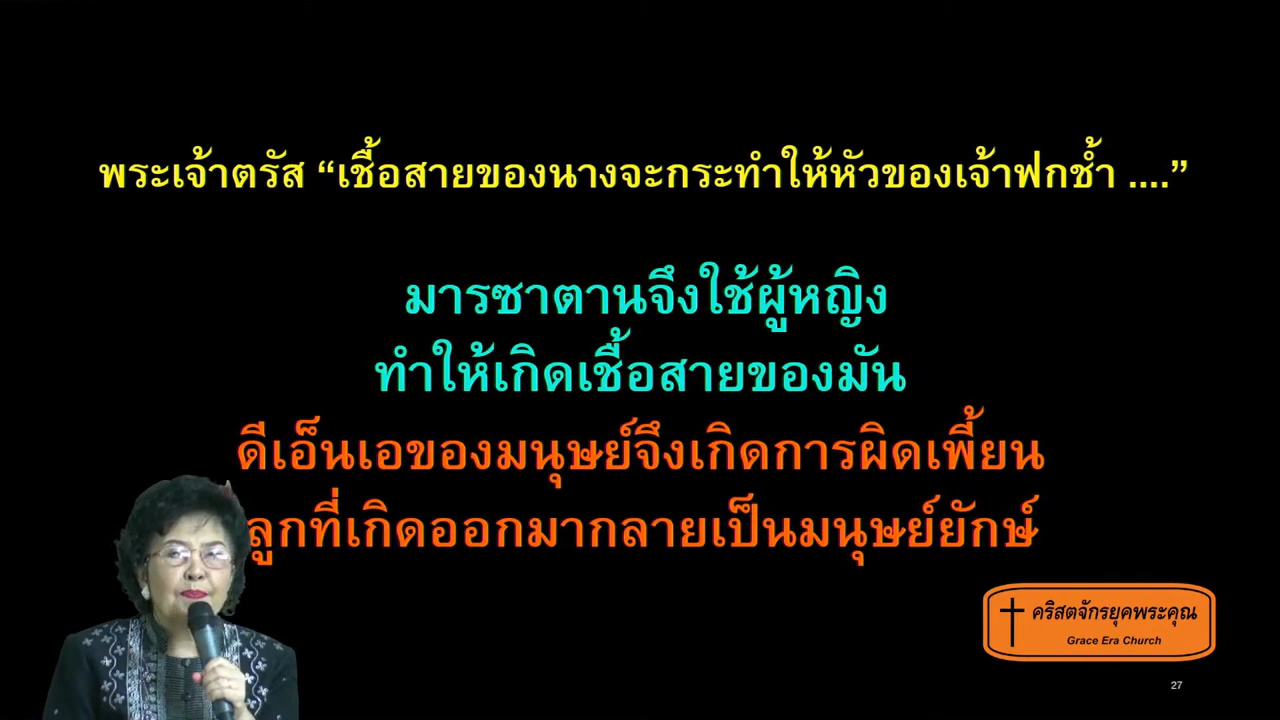 พระเจ้าตรัส “เชื้อสายของนางจะกระทำให้หัวของเจ้าฟกช้ำ ....”
มารซาตานจึงใช้ผู้หญิง
ทำให้เกิดเชื้อสายของมัน
ดีเอ็นเอของมนุษย์จึงเกิดการผิดเพี้ยน
ลูกที่เกิดออกมากลายเป็นมนุษย์ยักษ์
คริสตจักรยุคพระคุณ
Grace Era Church
27